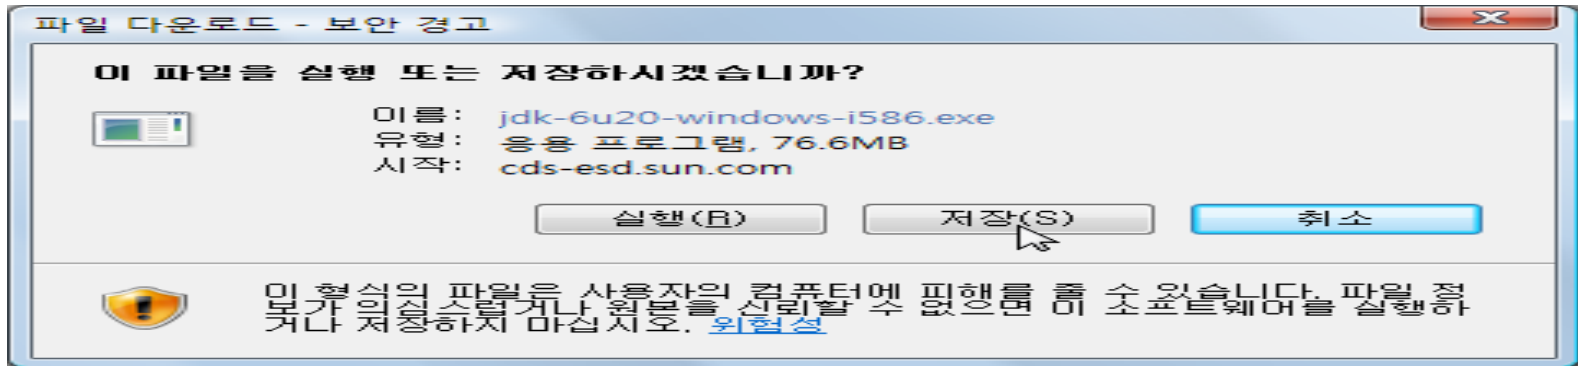 파일 다운로드 - 보안 경고
이 파일을 실행 또는 저장하시겠습니까?
이름: jdk-6u20-windows-i586.exe
유형: 응용 프로그램, 76.6MB
시작: cds-esd.sun.com
실행(R) 저장(S) 취소
이 형식의 파일은 사용자의 컴퓨터에 피해를 줄 수 있습니다. 파일 정
보가 의심스럽거나 원본을 신뢰할 수 없으면 이 소프트웨어를 실행하
거나 저장하지 마십시오. 위험성